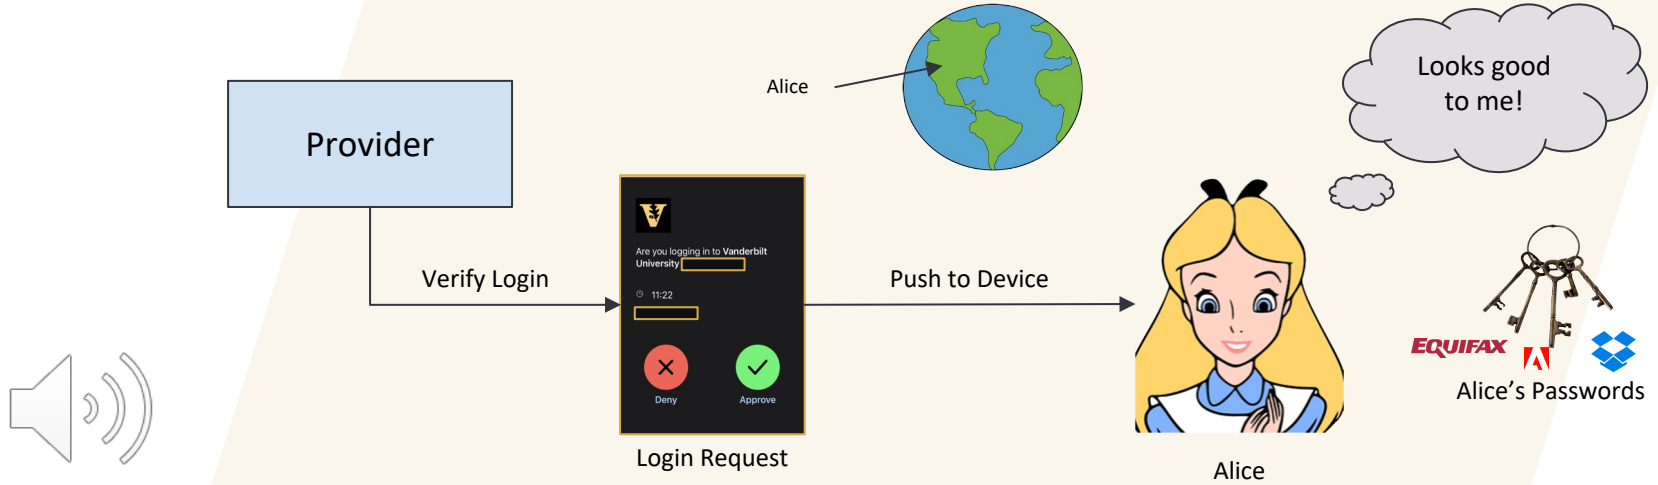 Alice
Looks good
to me!
Provider
Are you logging in to Vanderbilt
University
11:22
Deny
Approve
Verify Login
Push to Device
EQUIFAX
Alice’s Passwords
Login Request
Alice